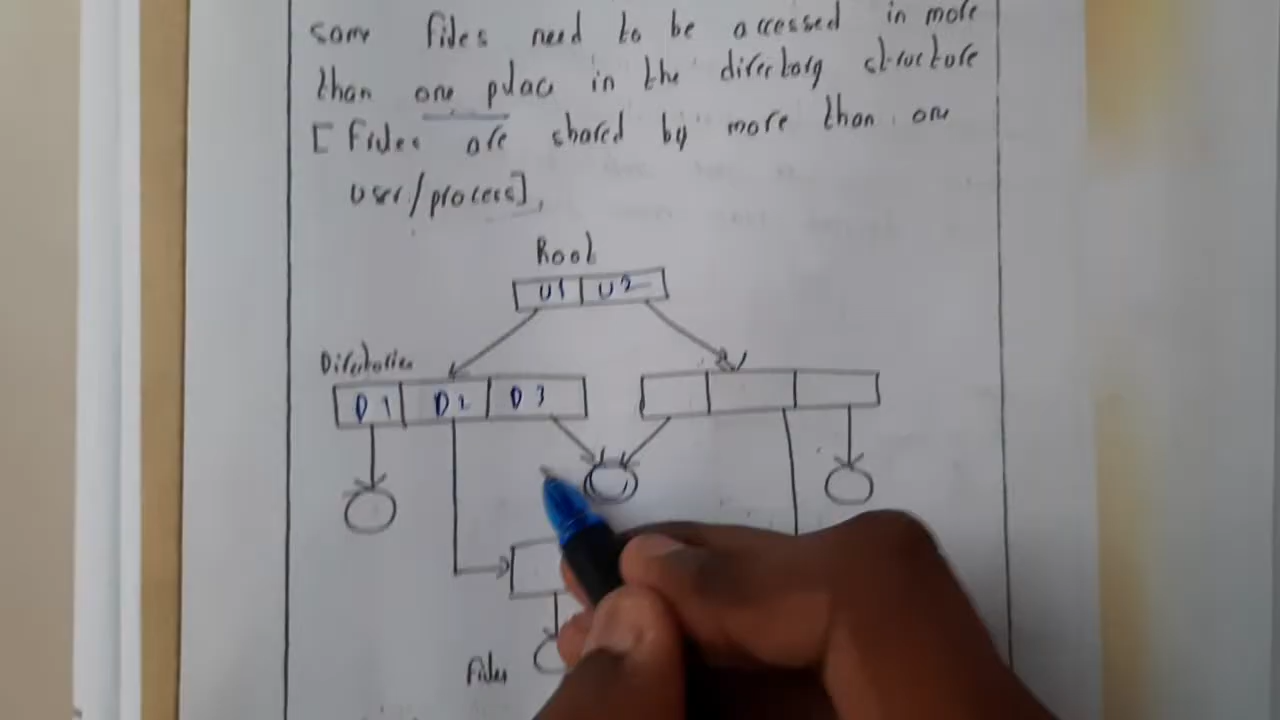 some files need to be accessed in more
than one place in the directory structure
[ Files are shared by more than one
user/process],
Root
U1 U2
Directories
D1 D2 D3
Files